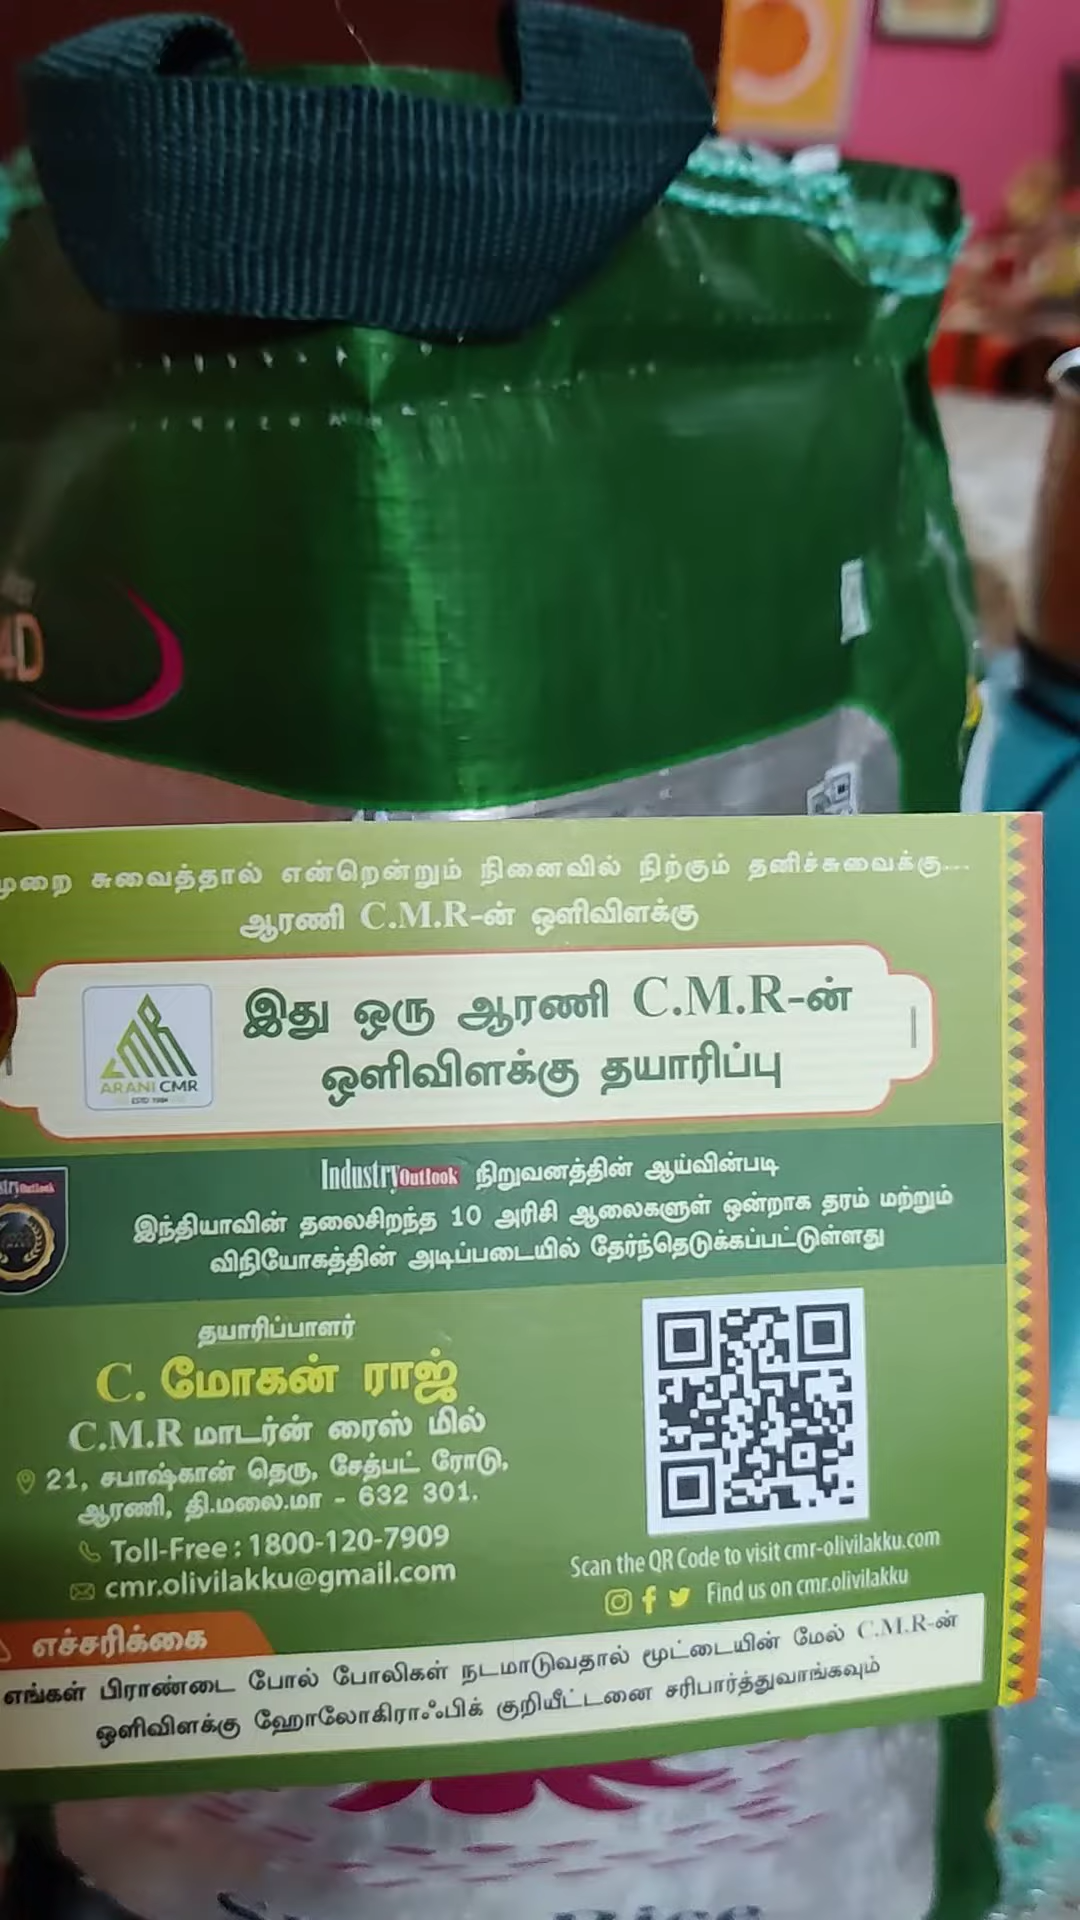 4D
முறை சுவைத்தால் என்றென்றும் நினைவில் நிற்கும் தனிச்சுவைக்கு....
ஆரணி C.M.R-ன் ஒளிவிளக்கு
ARANI CMR
ESTD 1984
இது ஒரு ஆரணி C.M.R-ன்
ஒளிவிளக்கு தயாரிப்பு
Industry Outlook நிறுவனத்தின் ஆய்வின்படி
இந்தியாவின் தலைசிறந்த 10 அரிசி ஆலைகளுள் ஒன்றாக தரம் மற்றும்
விநியோகத்தின் அடிப்படையில் தேர்ந்தெடுக்கப்பட்டுள்ளது
தயாரிப்பாளர்
C. மோகன் ராஜ்
C.M.R மாடர்ன் ரைஸ் மில்
21, சபாஷ்கான் தெரு, சேத்பட் ரோடு,
ஆரணி, தி.மலை.மா - 632 301.
Toll-Free : 1800-120-7909
cmr.olivilakku@gmail.com
Scan the QR Code to visit cmr-olivilakku.com
Find us on cmr.olivilakku
எச்சரிக்கை
எங்கள் பிராண்டை போல் போலிகள் நடமாடுவதால் மூட்டையின் மேல் C.M.R-ன்
ஒளிவிளக்கு ஹோலோகிராஃபிக் குறியீட்டனை சரிபார்த்துவாங்கவும்
Rice